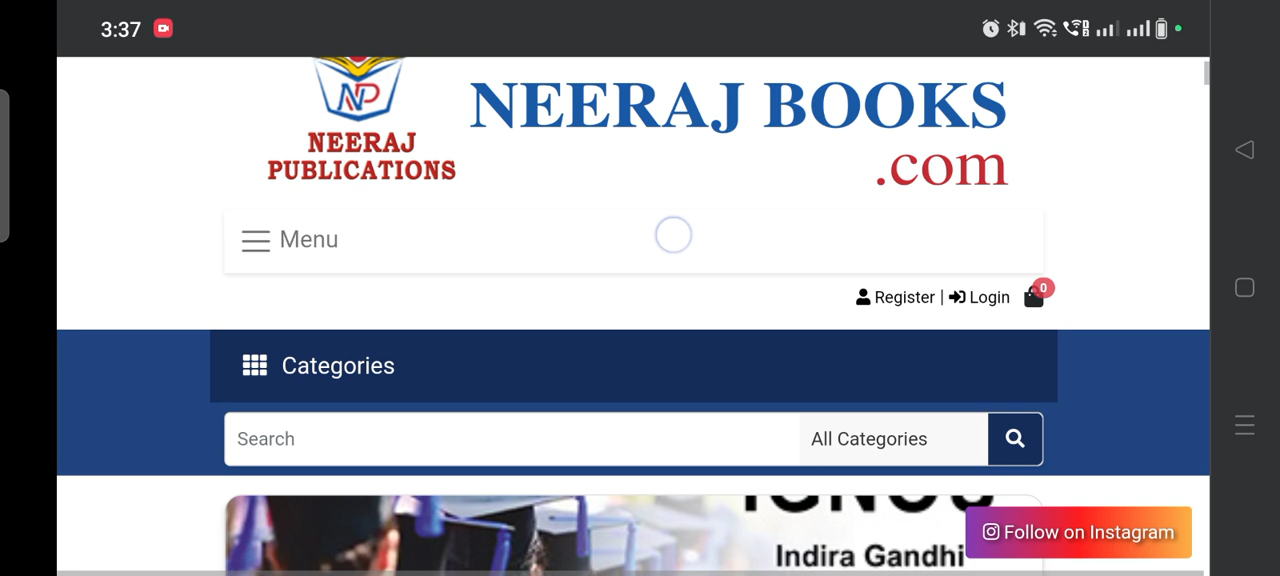 3:37
NEERAJ
PUBLICATIONS
NEERAJ BOOKS
.com
Menu
Register | Login 0
Categories
Search All Categories
IGNOU
Indira Gandhi
Follow on Instagram